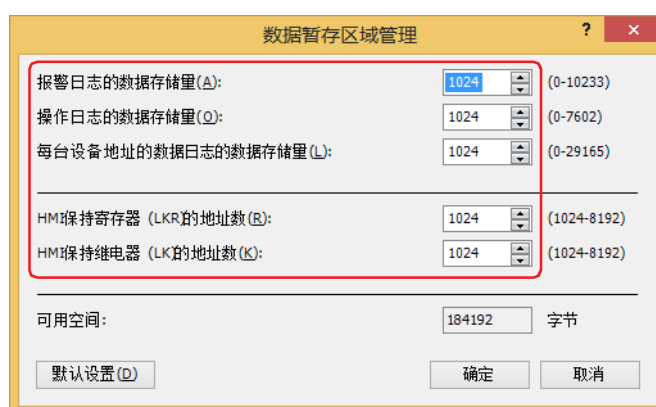 数据暂存区域管理 ? ×
报警日志的数据存储量(A): 1024 (0-10233)
操作日志的数据存储量(O): 1024 (0-7602)
每台设备地址的数据日志的数据存储量(L): 1024 (0-29165)
HMI保持寄存器 (LKR)的地址数(R): 1024 (1024-8192)
HMI保持继电器 (LK)的地址数(K): 1024 (1024-8192)
可用空间: 184192 字节
默认设置(D) 确定 取消